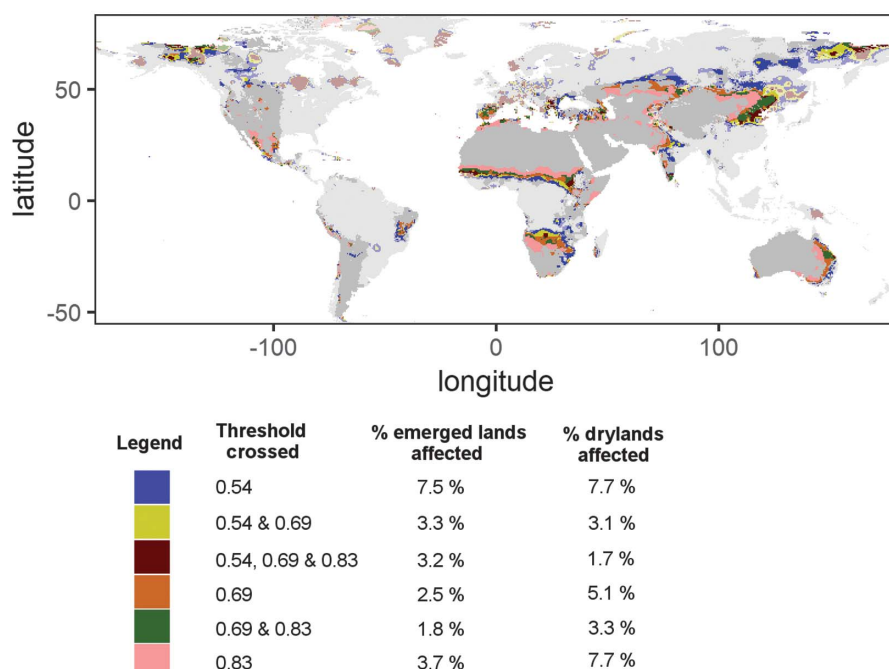 latitude
50
0
-50
-100
0
100
longitude
Legend
Threshold crossed
% emerged lands affected
% drylands affected
0.54 7.5 % 7.7 %
0.54 & 0.69 3.3 % 3.1 %
0.54, 0.69 & 0.83 3.2 % 1.7 %
0.69 2.5 % 5.1 %
0.69 & 0.83 1.8 % 3.3 %
0.83 3.7 % 7.7 %